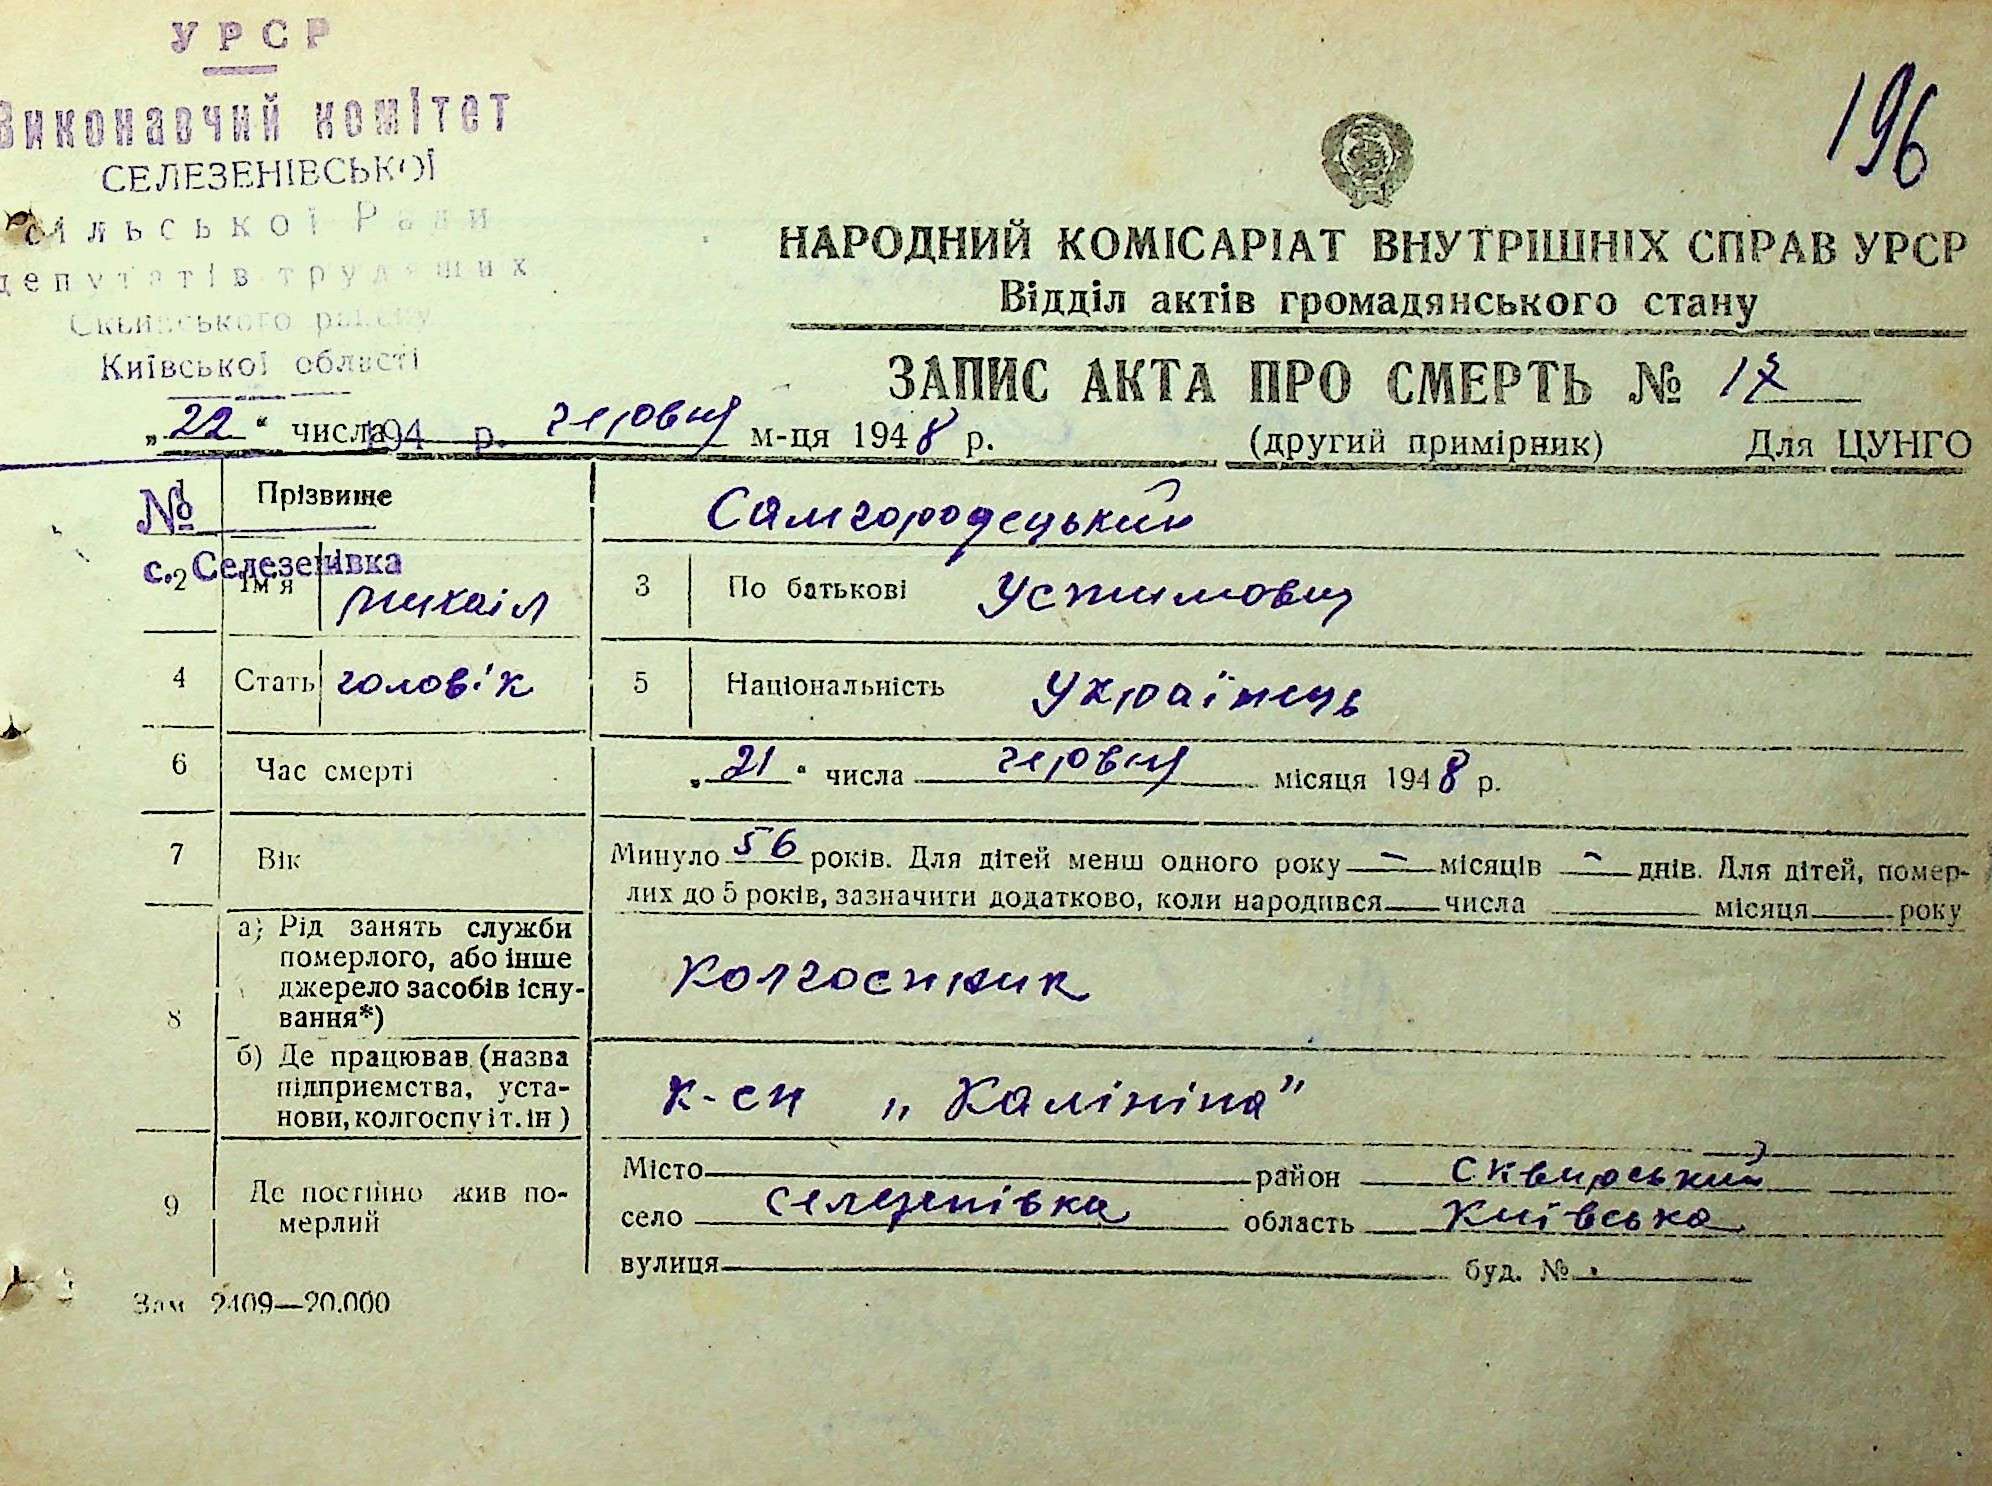 УРСР
Виконавчий комітет
СЕЛЕЗЕНІВСЬКОЇ
сільської Ради
депутатів трудящих
Сквирського району
Київської області
194 р.
№
с. Селезенівка
196
НАРОДНИЙ КОМІСАРІАТ ВНУТРІШНІХ СПРАВ УРСР
Відділ актів громадянського стану
ЗАПИС АКТА ПРО СМЕРТЬ № 17
„22“ числа червня м-ця 1948 р. (другий примірник) Для ЦУНГО
1 Прізвище Самгородецький
2 Ім'я Михаіл 3 По батькові Устимович
4 Стать чоловік 5 Національність Українець
6 Час смерті „21“ числа червня місяця 1948 р.
7 Вік Минуло 56 років. Для дітей менш одного року — місяців — днів. Для дітей, помер-
лих до 5 років, зазначити додатково, коли народився числа місяця року
8 а) Рід занять служби
померлого, або інше
джерело засобів існу-
вання*)
Колгоспник
б) Де працював (назва
підприємства, уста-
нови, колгоспу і т. ін)
К-сп „Калініна"
9 Де постійно жив по-
мерлий
Місто район Сквирський
село Селезенівка область Київська
вулиця буд. №
Зам 2409—20.000